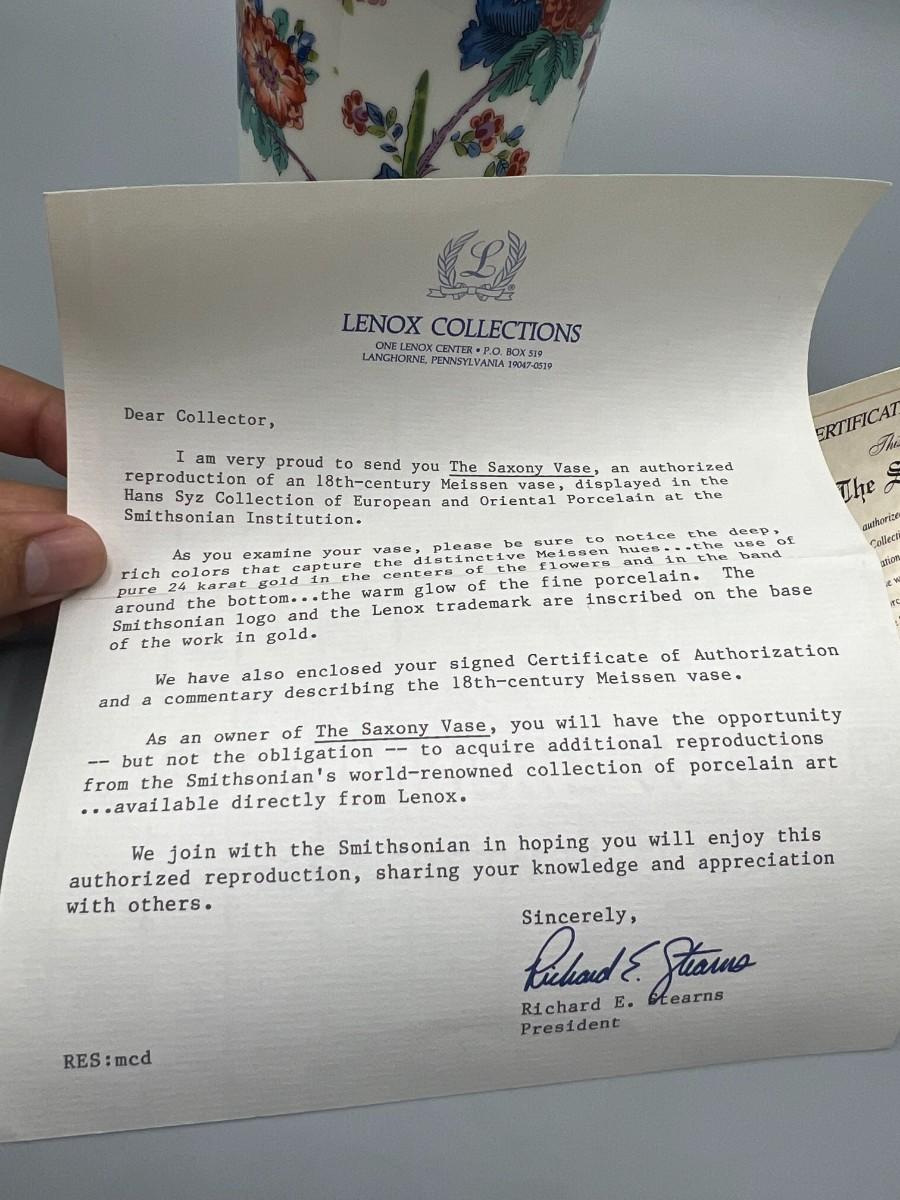 L
®
LENOX COLLECTIONS
ONE LENOX CENTER • P.O. BOX 519
LANGHORNE, PENNSYLVANIA 19047-0519
Dear Collector,
I am very proud to send you The Saxony Vase, an authorized
reproduction of an 18th-century Meissen vase, displayed in the
Hans Syz Collection of European and Oriental Porcelain at the
Smithsonian Institution.
As you examine your vase, please be sure to notice the deep,
rich colors that capture the distinctive Meissen hues...the use of
pure 24 karat gold in the centers of the flowers and in the band
around the bottom...the warm glow of the fine porcelain. The
Smithsonian logo and the Lenox trademark are inscribed on the base
of the work in gold.
We have also enclosed your signed Certificate of Authorization
and a commentary describing the 18th-century Meissen vase.
As an owner of The Saxony Vase, you will have the opportunity
-- but not the obligation -- to acquire additional reproductions
from the Smithsonian's world-renowned collection of porcelain art
...available directly from Lenox.
We join with the Smithsonian in hoping you will enjoy this
authorized reproduction, sharing your knowledge and appreciation
with others.
Sincerely,
Richard E. Stearns
Richard E. Stearns
President
RES:mcd
ERTIFICAT
This
The S
authorize
Collecti